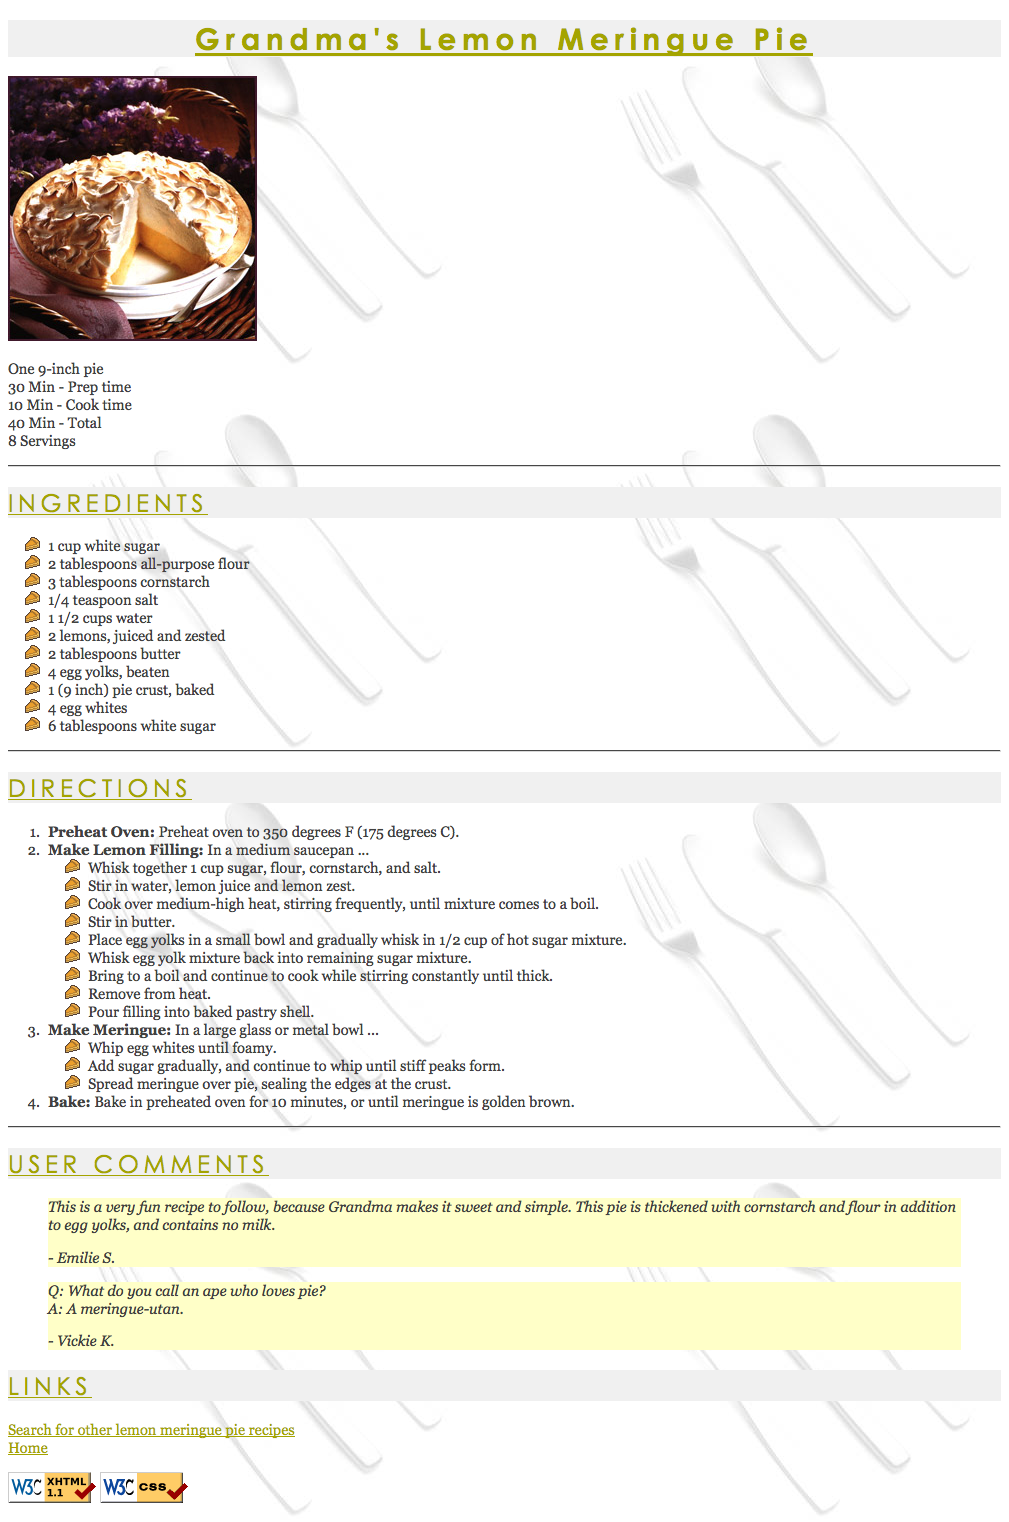 Grandma's Lemon Meringue Pie
One 9-inch pie
30 Min - Prep time
10 Min - Cook time
40 Min - Total
8 Servings
INGREDIENTS
1 cup white sugar
2 tablespoons all-purpose flour
3 tablespoons cornstarch
1/4 teaspoon salt
1 1/2 cups water
2 lemons, juiced and zested
2 tablespoons butter
4 egg yolks, beaten
1 (9 inch) pie crust, baked
4 egg whites
6 tablespoons white sugar
DIRECTIONS
1. Preheat Oven: Preheat oven to 350 degrees F (175 degrees C).
2. Make Lemon Filling: In a medium saucepan ...
Whisk together 1 cup sugar, flour, cornstarch, and salt.
Stir in water, lemon juice and lemon zest.
Cook over medium-high heat, stirring frequently, until mixture comes to a boil.
Stir in butter.
Place egg yolks in a small bowl and gradually whisk in 1/2 cup of hot sugar mixture.
Whisk egg yolk mixture back into remaining sugar mixture.
Bring to a boil and continue to cook while stirring constantly until thick.
Remove from heat.
Pour filling into baked pastry shell.
3. Make Meringue: In a large glass or metal bowl ...
Whip egg whites until foamy.
Add sugar gradually, and continue to whip until stiff peaks form.
Spread meringue over pie, sealing the edges at the crust.
4. Bake: Bake in preheated oven for 10 minutes, or until meringue is golden brown.
USER COMMENTS
This is a very fun recipe to follow, because Grandma makes it sweet and simple. This pie is thickened with cornstarch and flour in addition
to egg yolks, and contains no milk.
- Emilie S.
Q: What do you call an ape who loves pie?
A: A meringue-utan.
- Vickie K.
LINKS
Search for other lemon meringue pie recipes
Home
W3C XHTML 1.1 W3C CSS